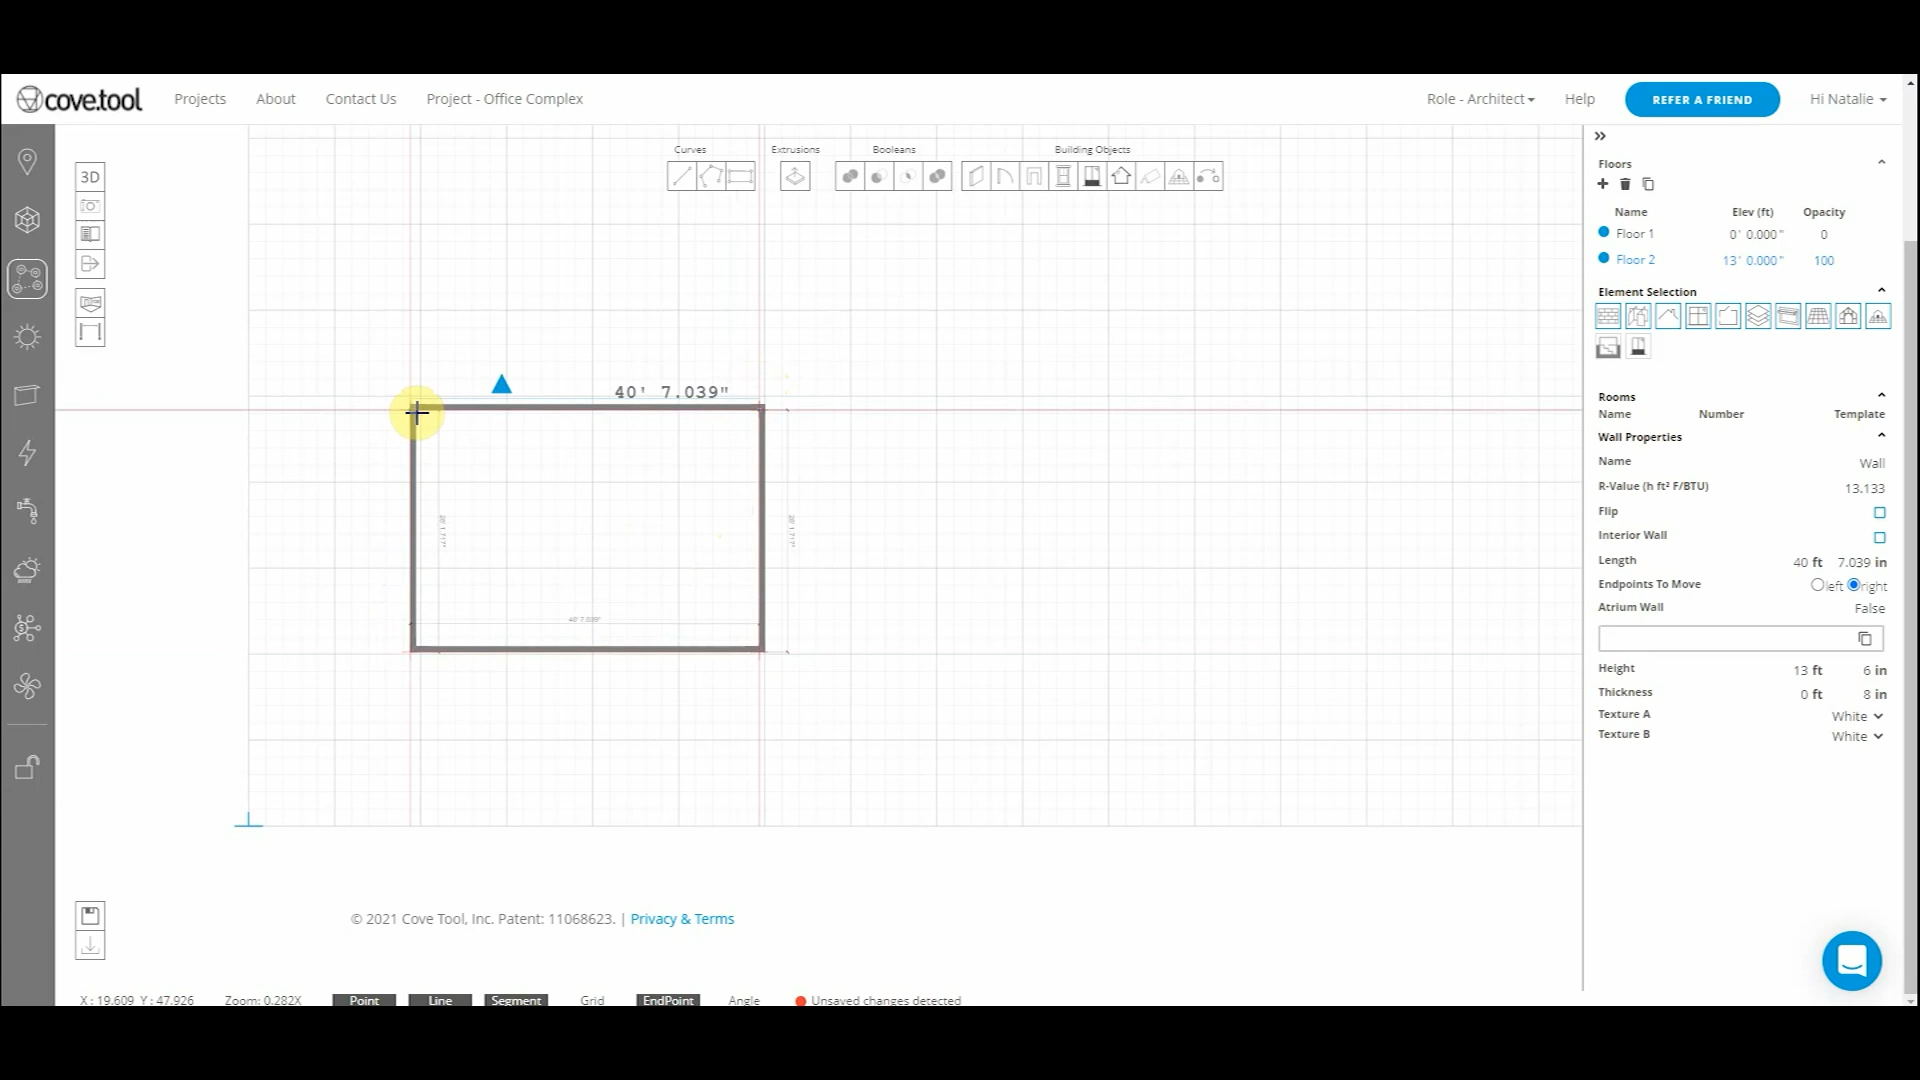 cove.tool Projects About Contact Us Project - Office Complex Role - Architect Help REFER A FRIEND Hi Natalie
Curves Extrusions Booleans Building Objects
3D
Floors
Name Elev (ft) Opacity
Floor 1 0' 0.000" 0
Floor 2 13' 0.000" 100
Element Selection
40' 7.039"
Rooms
Name Number Template
Wall Properties
Name Wall
R-Value (h ft² F/BTU) 13.133
Flip
Interior Wall
Length 40 ft 7.039 in
Endpoints To Move left right
Atrium Wall False
40' 7.039"
Height 13 ft 6 in
Thickness 0 ft 8 in
Texture A White
Texture B White
© 2021 Cove Tool, Inc. Patent: 11068623. | Privacy & Terms
X : 19.609 Y : 47.926 Zoom: 0.282X Point Line Segment Grid EndPoint Angle Unsaved changes detected